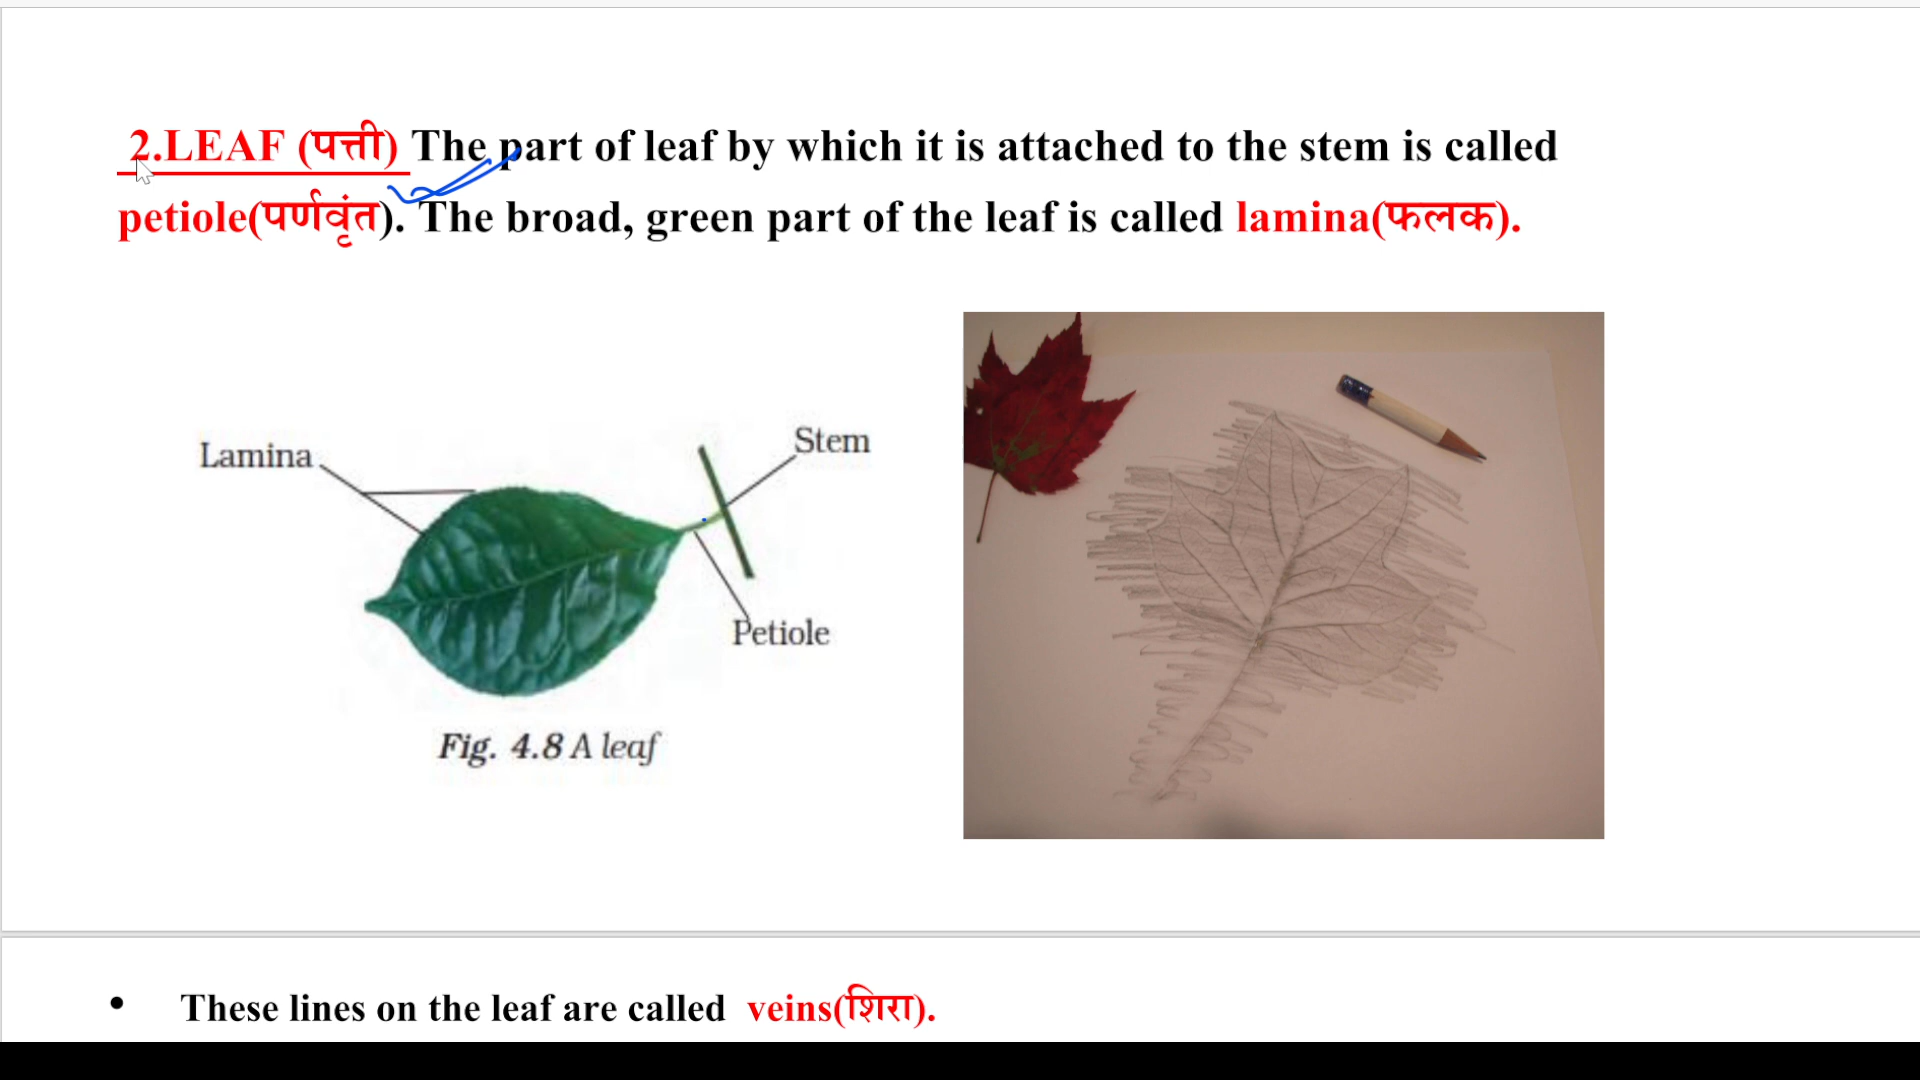 2.LEAF (पत्ती) The part of leaf by which it is attached to the stem is called
petiole(पर्णवृंत). The broad, green part of the leaf is called lamina(फलक).
Lamina
Stem
Petiole
Fig. 4.8 A leaf
• These lines on the leaf are called veins(शिरा).